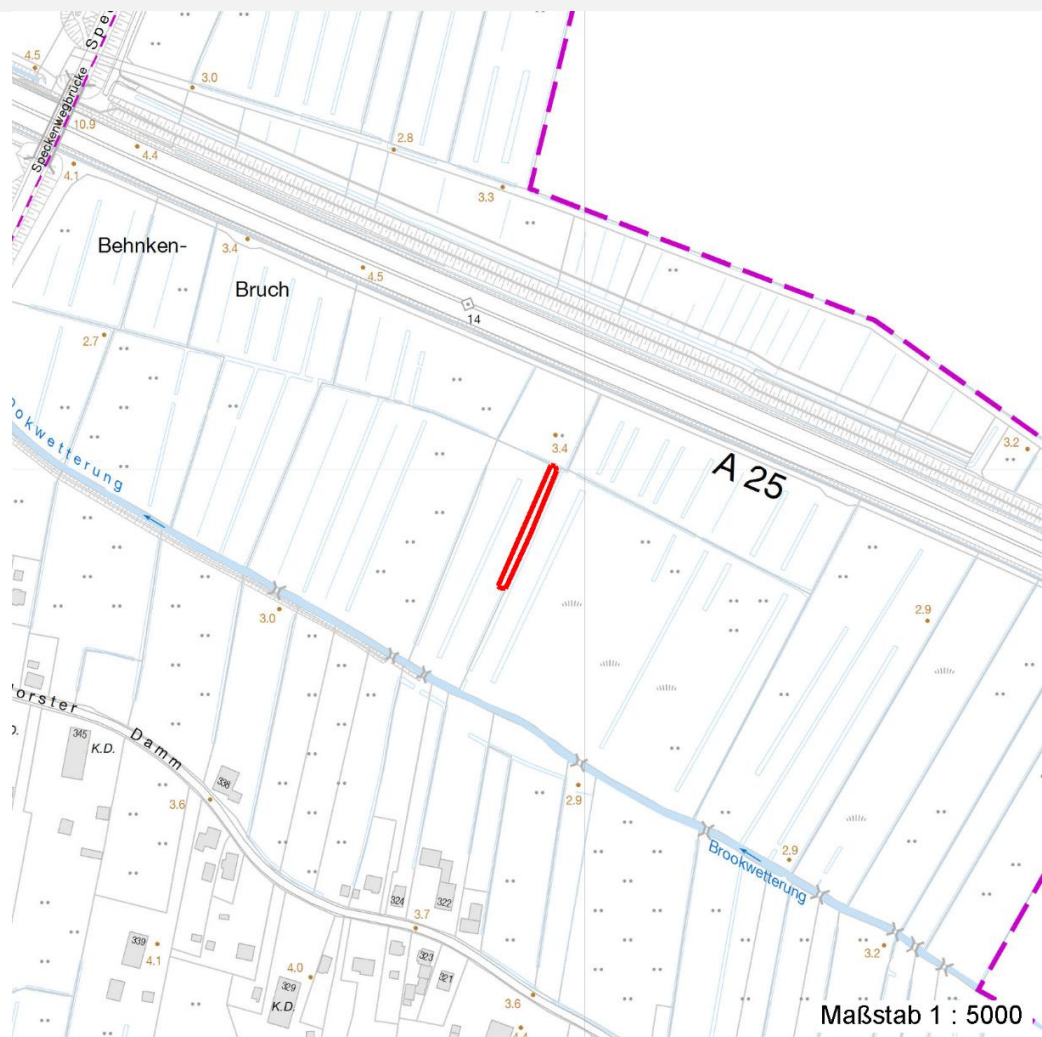 Spec
4.5
3.0
Speckenwegbrücke
10.9
2.8
4.4
4.1
3.3
Behnken-
3.4
4.5
Bruch
14
2.7
3.2
3.4
A 25
ookwetterung
2.9
3.0
orster Damm
345
K.D.
338
3.6
2.9
2.9
Brookwetterung
324
322
3.7
339
4.1
323
3.2
321
4.0
329
K.D.
3.6
Maßstab 1 : 5000